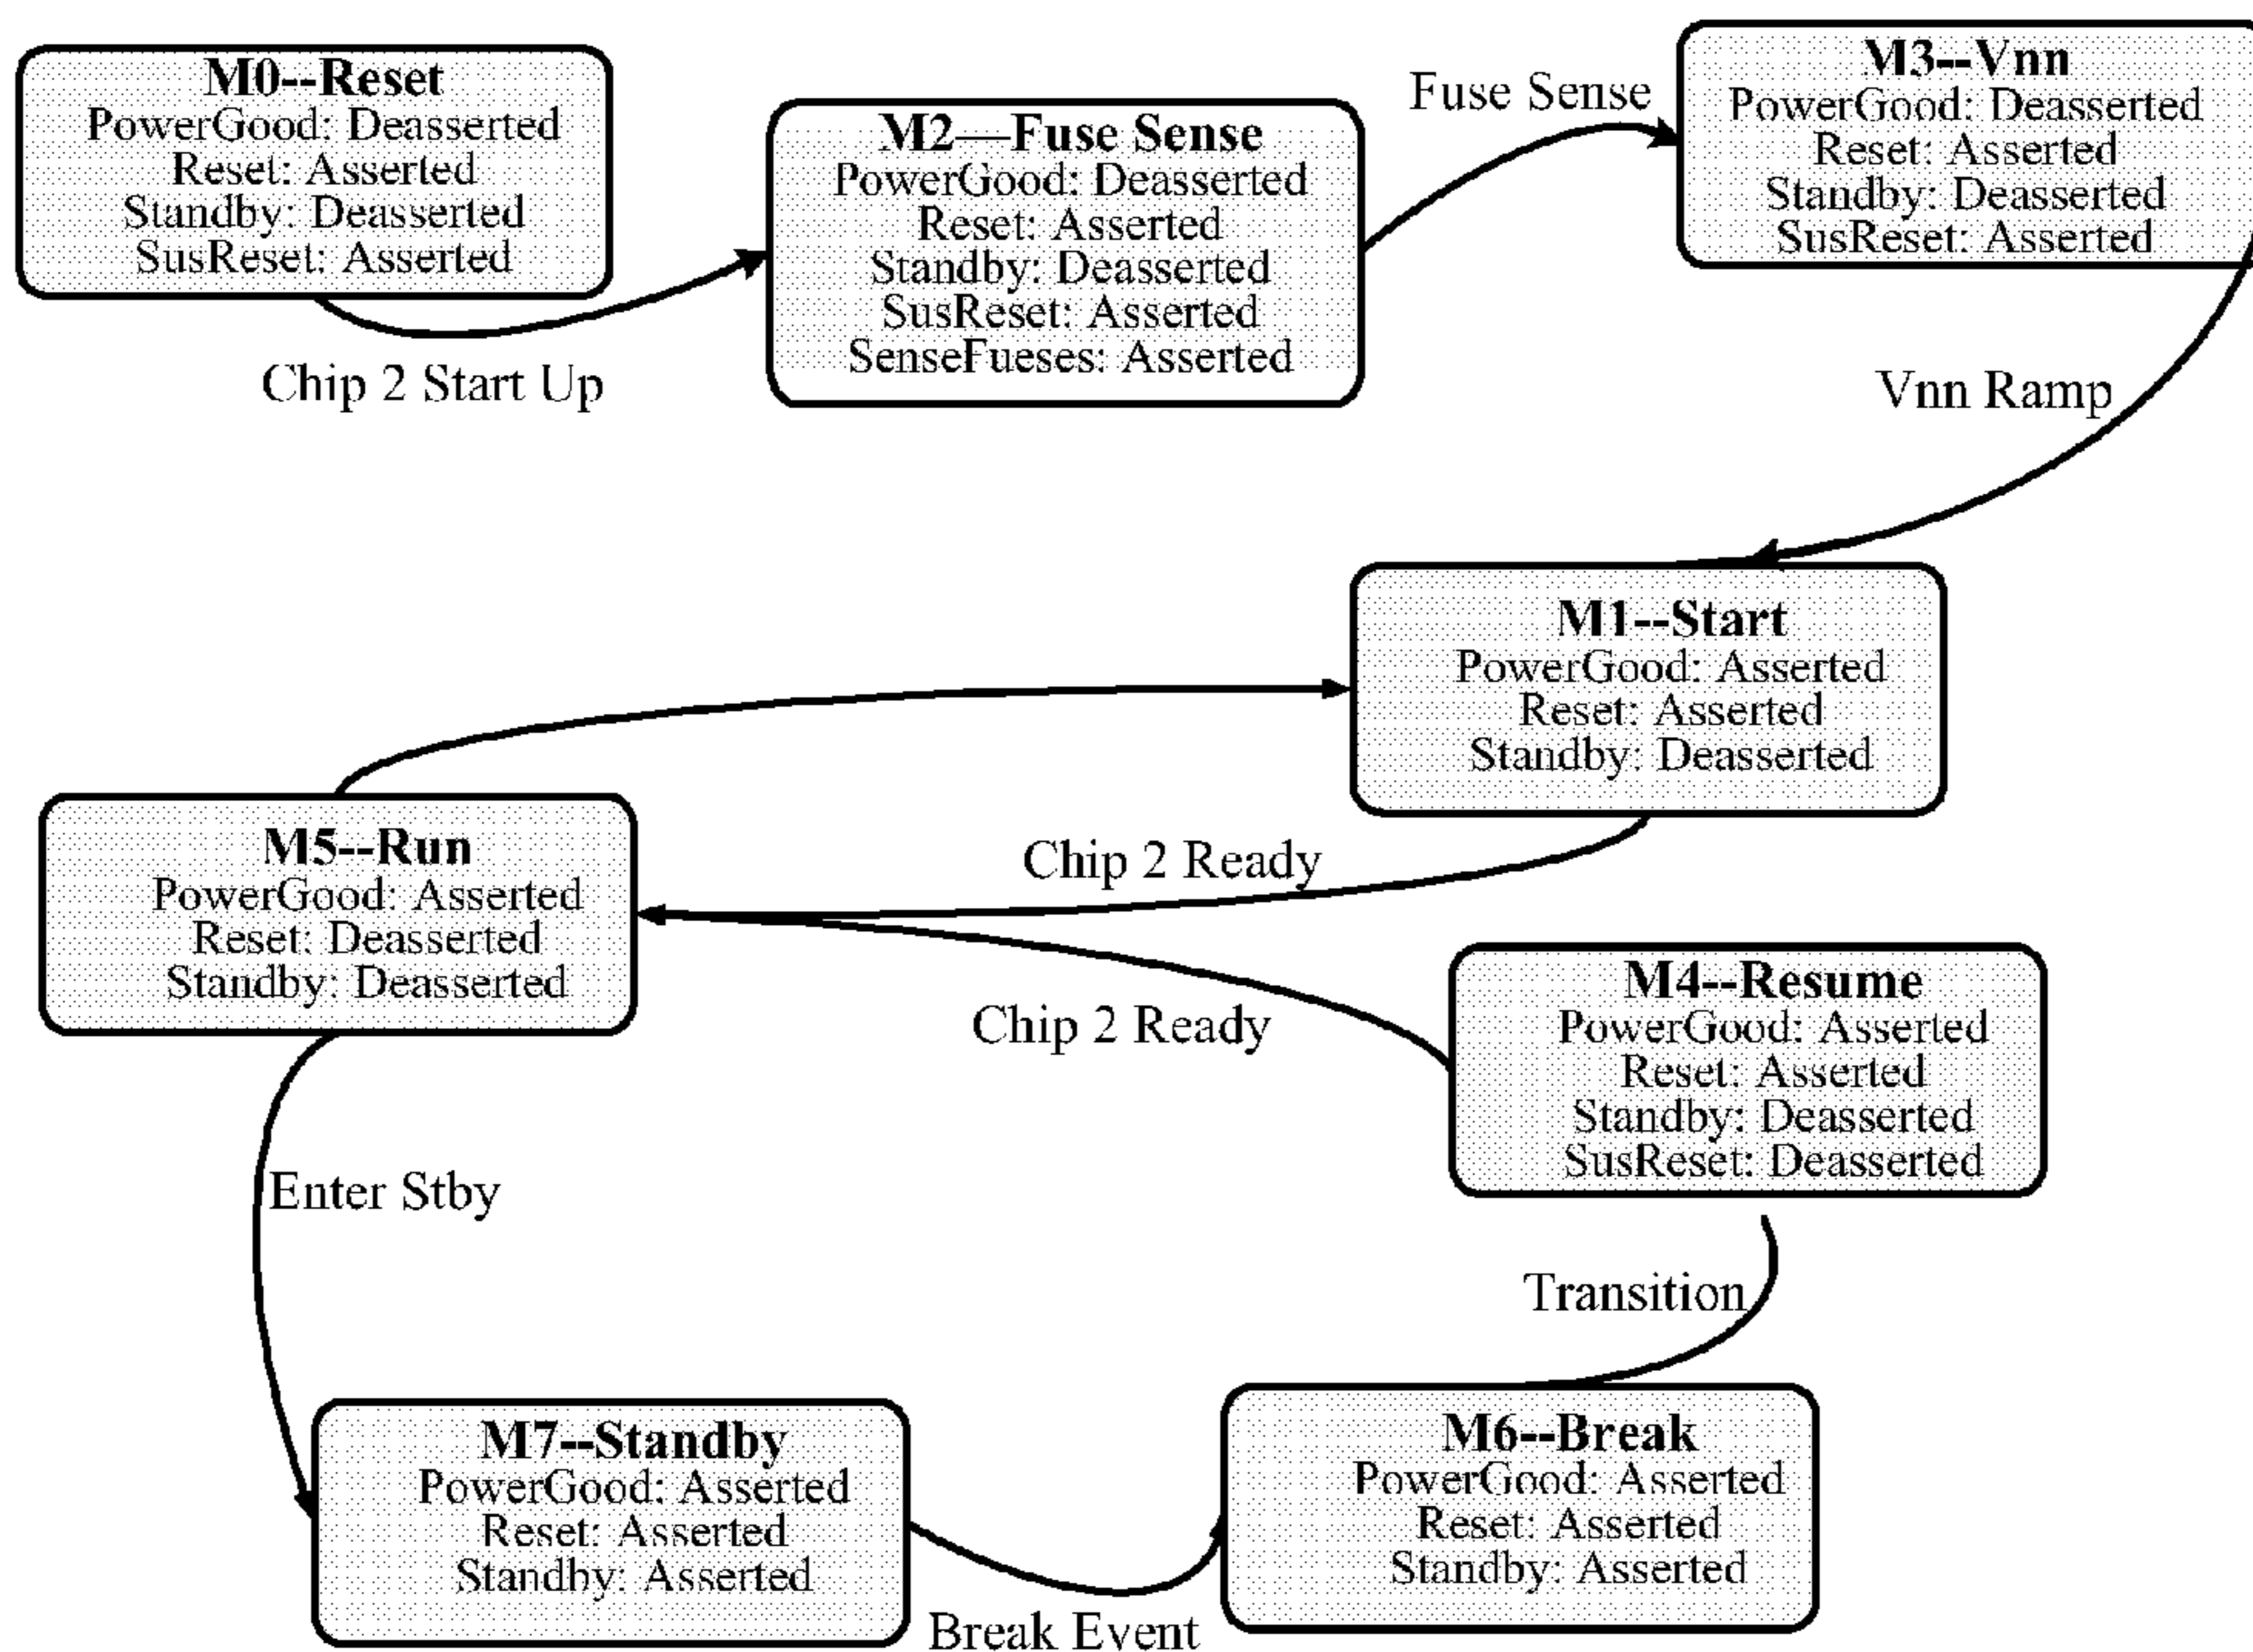 M0--Reset
PowerGood: Deasserted
Reset: Asserted
Standby: Deasserted
SusReset: Asserted
Chip 2 Start Up
M2—Fuse Sense
PowerGood: Deasserted
Reset: Asserted
Standby: Deasserted
SusReset: Asserted
SenseFueses: Asserted
Fuse Sense
M3--Vnn
PowerGood: Deasserted
Reset: Asserted
Standby: Deasserted
SusReset: Asserted
Vnn Ramp
M1--Start
PowerGood: Asserted
Reset: Asserted
Standby: Deasserted
Chip 2 Ready
M5--Run
PowerGood: Asserted
Reset: Deasserted
Standby: Deasserted
Chip 2 Ready
M4--Resume
PowerGood: Asserted
Reset: Asserted
Standby: Deasserted
SusReset: Deasserted
Enter Stby
Transition
M7--Standby
PowerGood: Asserted
Reset: Asserted
Standby: Asserted
Break Event
M6--Break
PowerGood: Asserted
Reset: Asserted
Standby: Asserted